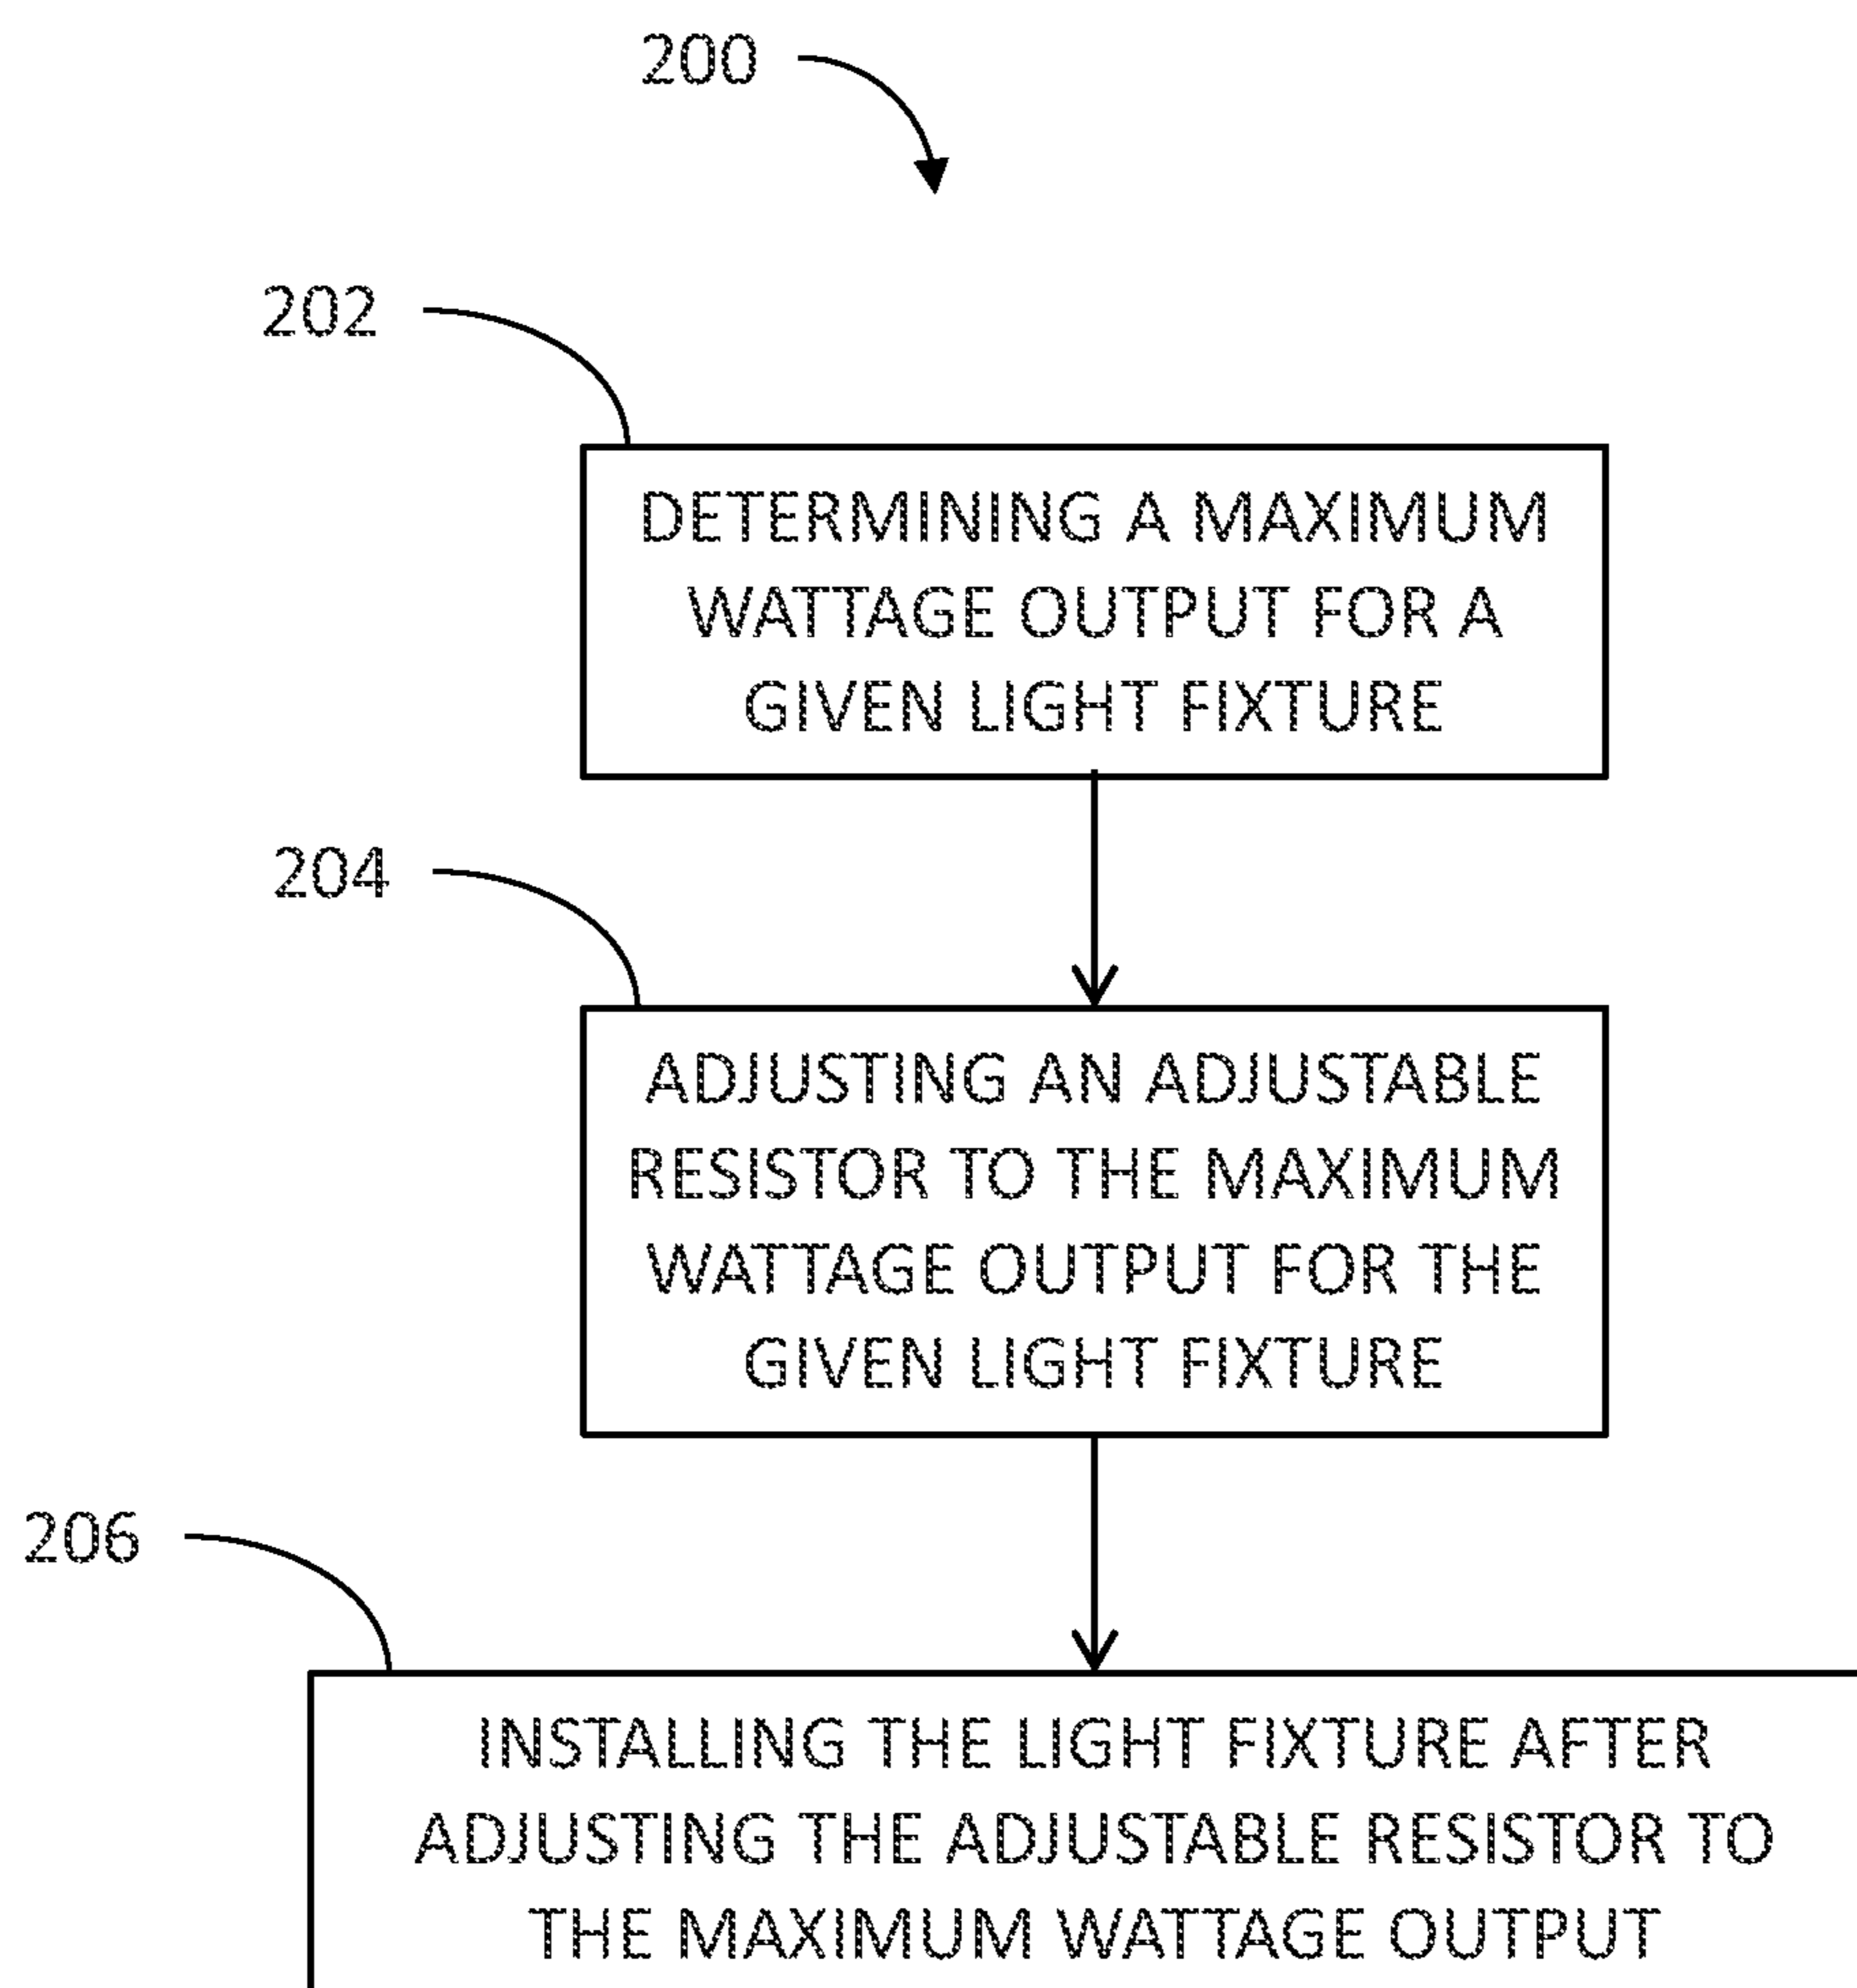 200
202
DETERMINING A MAXIMUM
WATTAGE OUTPUT FOR A
GIVEN LIGHT FIXTURE
204
ADJUSTING AN ADJUSTABLE
RESISTOR TO THE MAXIMUM
WATTAGE OUTPUT FOR THE
GIVEN LIGHT FIXTURE
206
INSTALLING THE LIGHT FIXTURE AFTER
ADJUSTING THE ADJUSTABLE RESISTOR TO
THE MAXIMUM WATTAGE OUTPUT